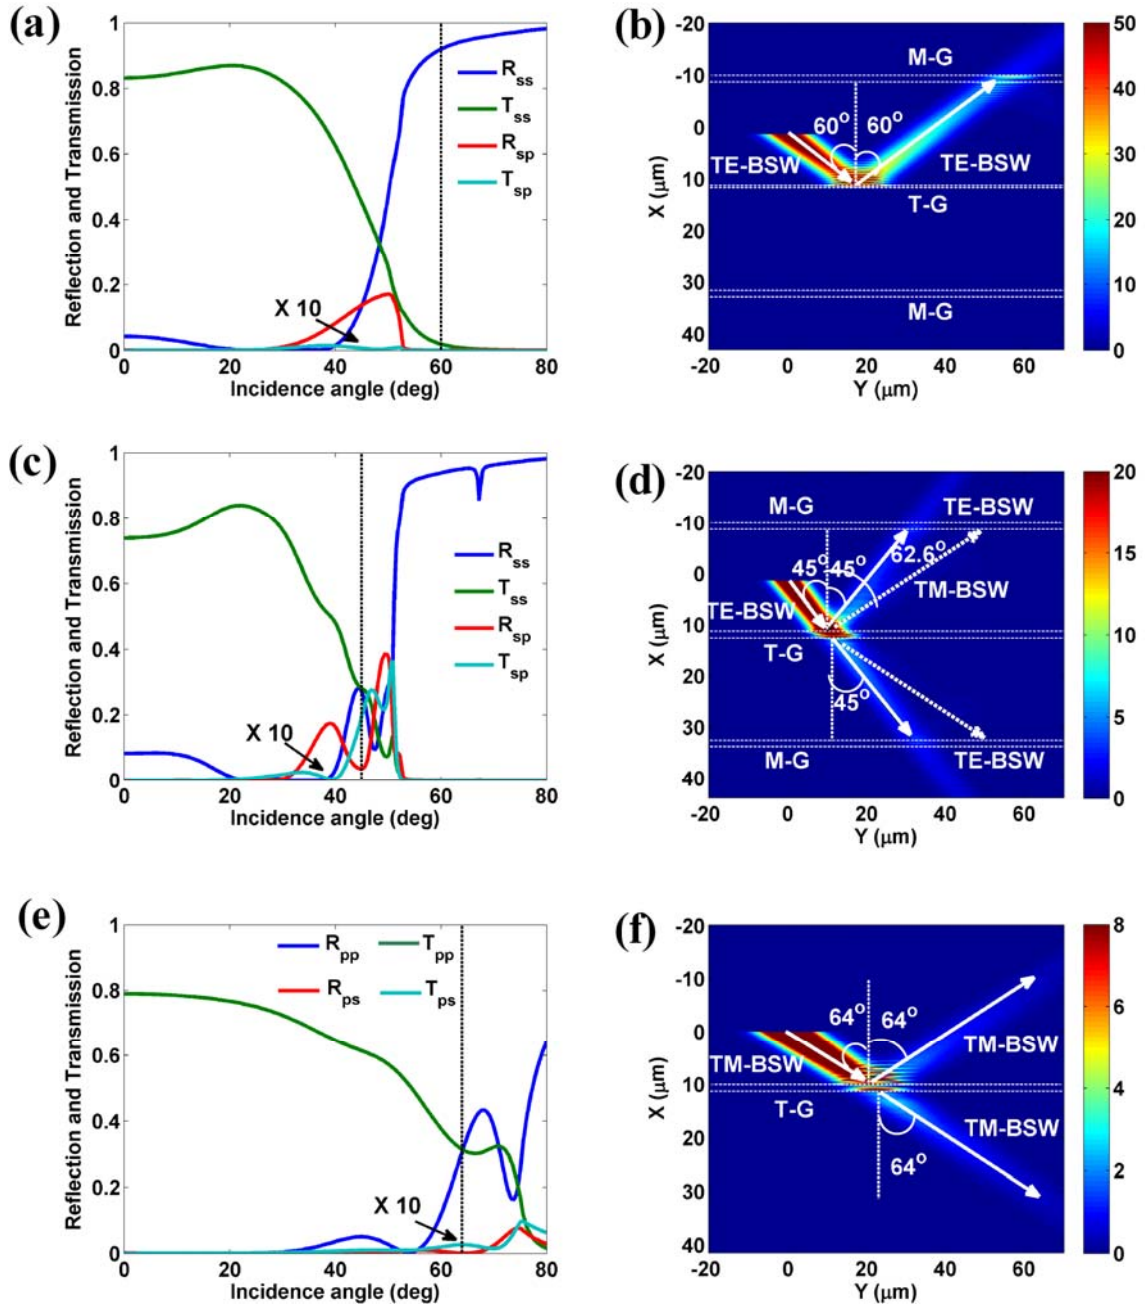 (a)
Reflection and Transmisssion
1
0.8
0.6
0.4
0.2
0
0 20 40 60 80
Incidence angle (deg)
R_ss
T_ss
R_sp
T_sp
X 10
(b)
X (μm)
-20
-10
0
10
20
30
40
-20 0 20 40 60
Y (μm)
M-G
60° 60°
TE-BSW
TE-BSW
T-G
M-G
50
40
30
20
10
0
(c)
Reflection and Transmission
1
0.8
0.6
0.4
0.2
0
0 20 40 60 80
Incidence angle (deg)
R_ss
T_ss
R_sp
T_sp
X 10
(d)
X (μm)
-20
-10
0
10
20
30
40
-20 0 20 40 60
Y (μm)
M-G
TE-BSW
45° 45° 62.6°
TM-BSW
TE-BSW
T-G
45°
M-G
TE-BSW
20
15
10
5
0
(e)
Reflection and Transmission
1
0.8
0.6
0.4
0.2
0
0 20 40 60 80
Incidence angle (deg)
R_pp T_pp
R_ps T_ps
X 10
(f)
X (μm)
-20
-10
0
10
20
30
40
-20 0 20 40 60
Y (μm)
64° 64°
TM-BSW
TM-BSW
T-G
TM-BSW
64°
8
7
6
5
4
3
2
1
0